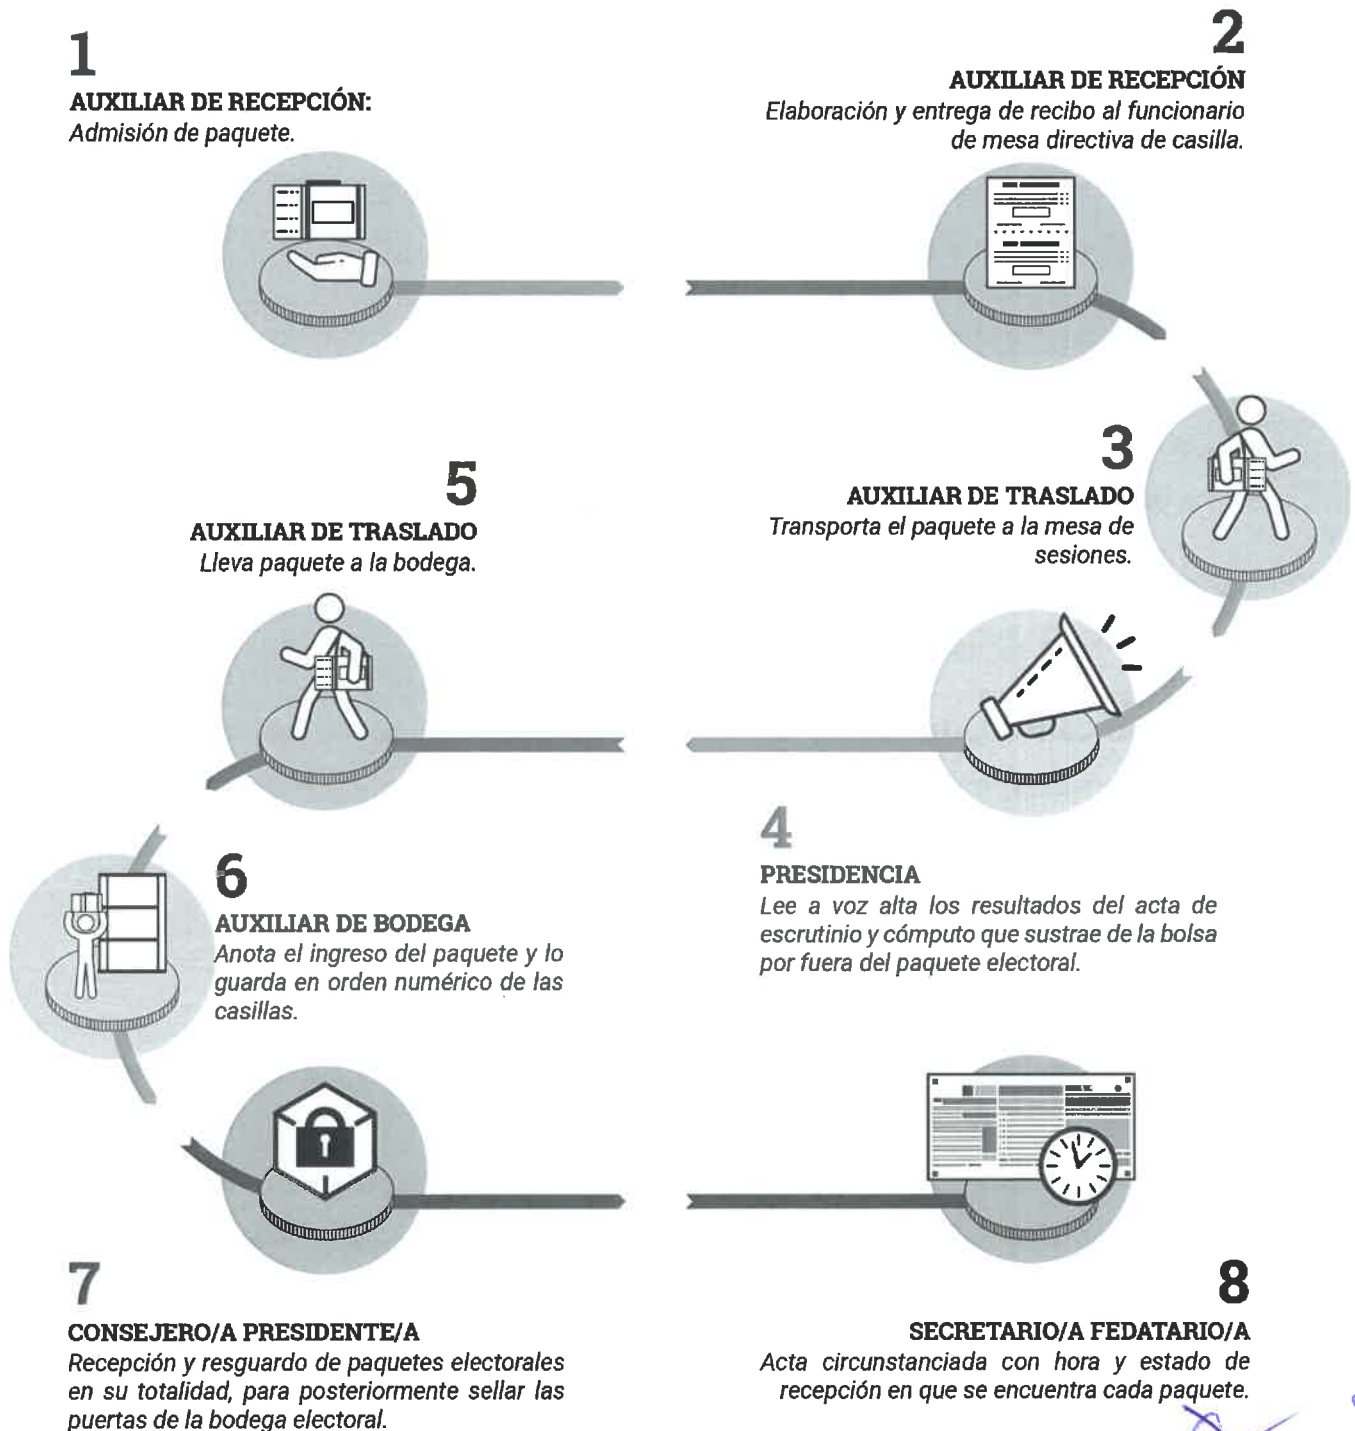 1
AUXILIAR DE RECEPCIÓN:
Admisión de paquete.
2
AUXILIAR DE RECEPCIÓN
Elaboración y entrega de recibo al funcionario
de mesa directiva de casilla.
3
AUXILIAR DE TRASLADO
Transporta el paquete a la mesa de
sesiones.
4
PRESIDENCIA
Lee a voz alta los resultados del acta de
escrutinio y cómputo que sustrae de la bolsa
por fuera del paquete electoral.
5
AUXILIAR DE TRASLADO
Lleva paquete a la bodega.
6
AUXILIAR DE BODEGA
Anota el ingreso del paquete y lo
guarda en orden numérico de las
casillas.
7
CONSEJERO/A PRESIDENTE/A
Recepción y resguardo de paquetes electorales
en su totalidad, para posteriormente sellar las
puertas de la bodega electoral.
8
SECRETARIO/A FEDATARIO/A
Acta circunstanciada con hora y estado de
recepción en que se encuentra cada paquete.